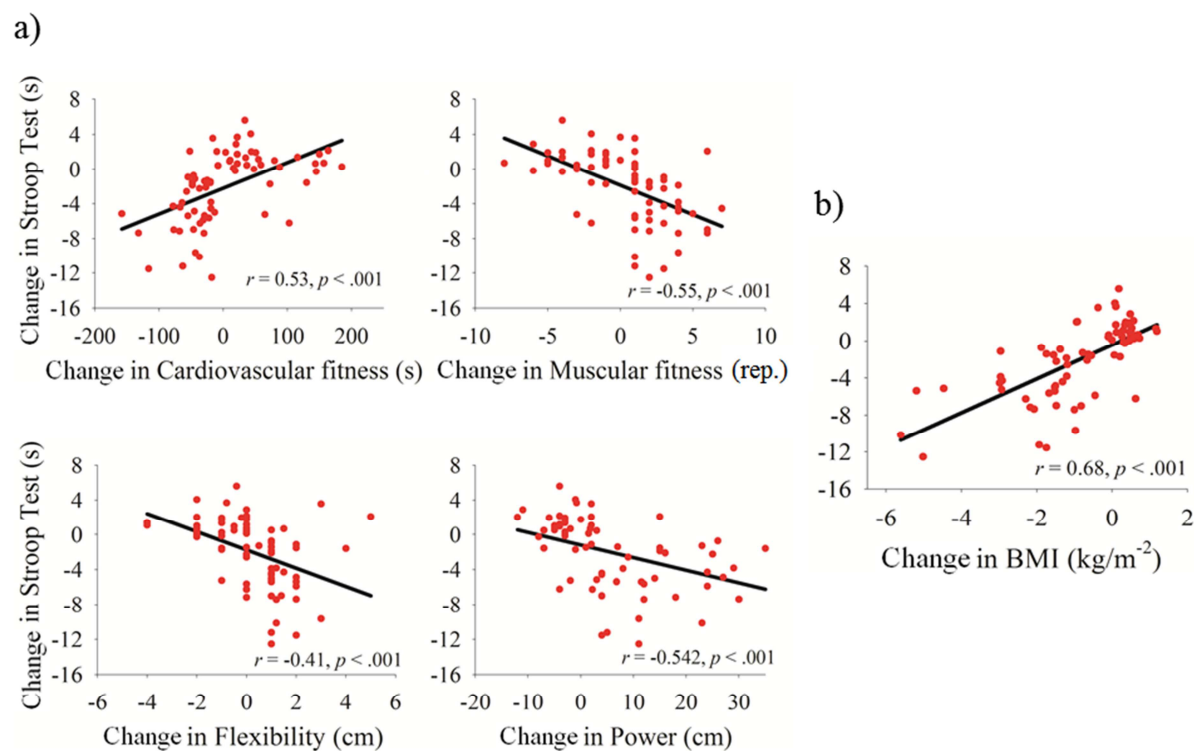 a)
Change in Stroop Test (s)
8
4
0
-4
-8
-12
-16
-200 -100 0 100 200
r = 0.53, p < .001
Change in Cardiovascular fitness (s)
8
4
0
-4
-8
-12
-16
-10 -5 0 5 10
r = -0.55, p < .001
Change in Muscular fitness (rep.)
Change in Stroop Test (s)
8
4
0
-4
-8
-12
-16
-6 -4 -2 0 2 4 6
r = -0.41, p < .001
Change in Flexibility (cm)
8
4
0
-4
-8
-12
-16
-20 -10 0 10 20 30
r = -0.542, p < .001
Change in Power (cm)
b)
8
4
0
-4
-8
-12
-16
-6 -4 -2 0 2
r = 0.68, p < .001
Change in BMI (kg/m⁻²)